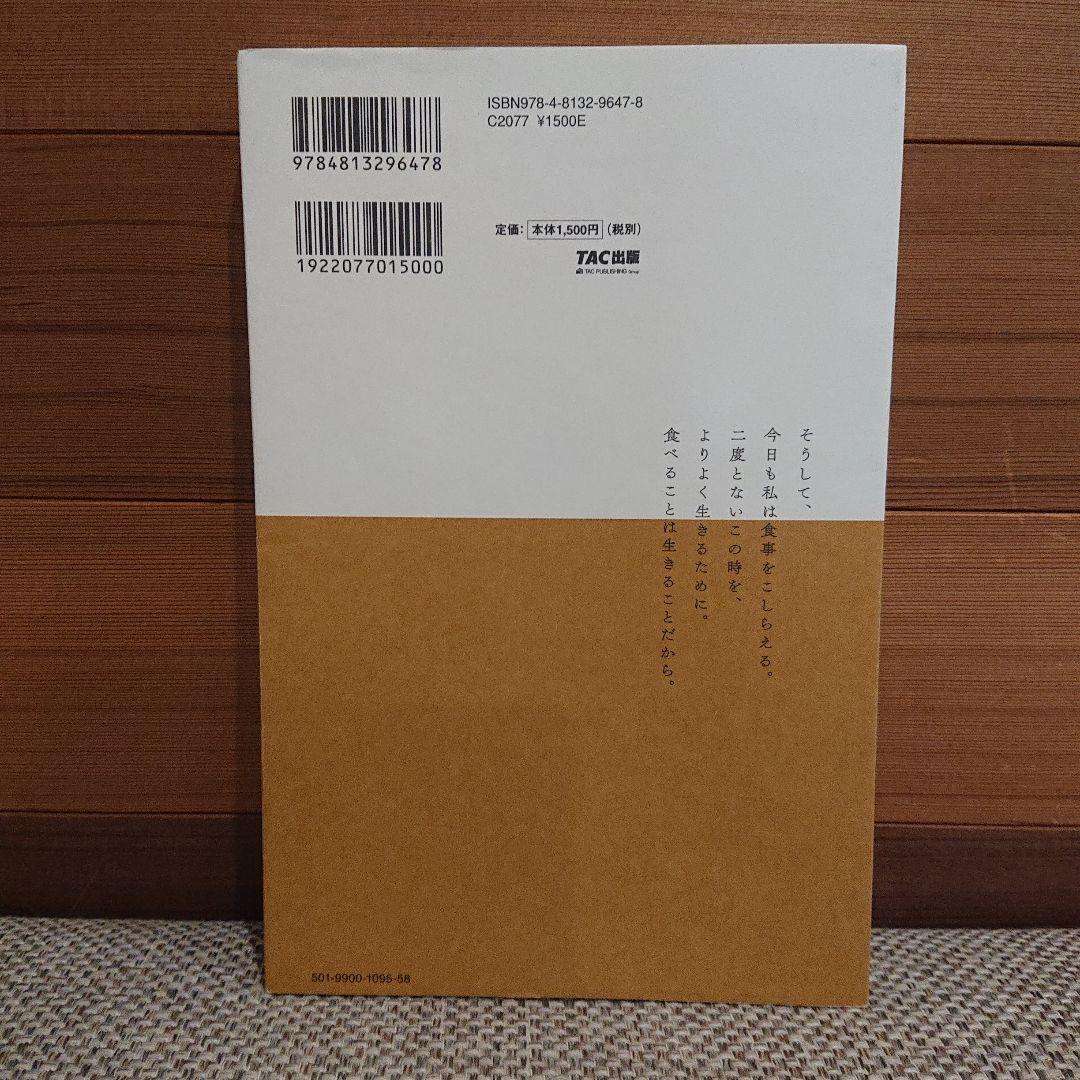 ISBN978-4-8132-9647-8
C2077 ¥1500E
9784813296478
1922077015000
定価: 本体1,500円 (税別)
TAC出版
TAC PUBLISHING Group
そうして、
今日も私は食事をこしらえる。
二度とないこの時を、
よりよく生きるために。
食べることは生きることだから。
501-9900-1095-58